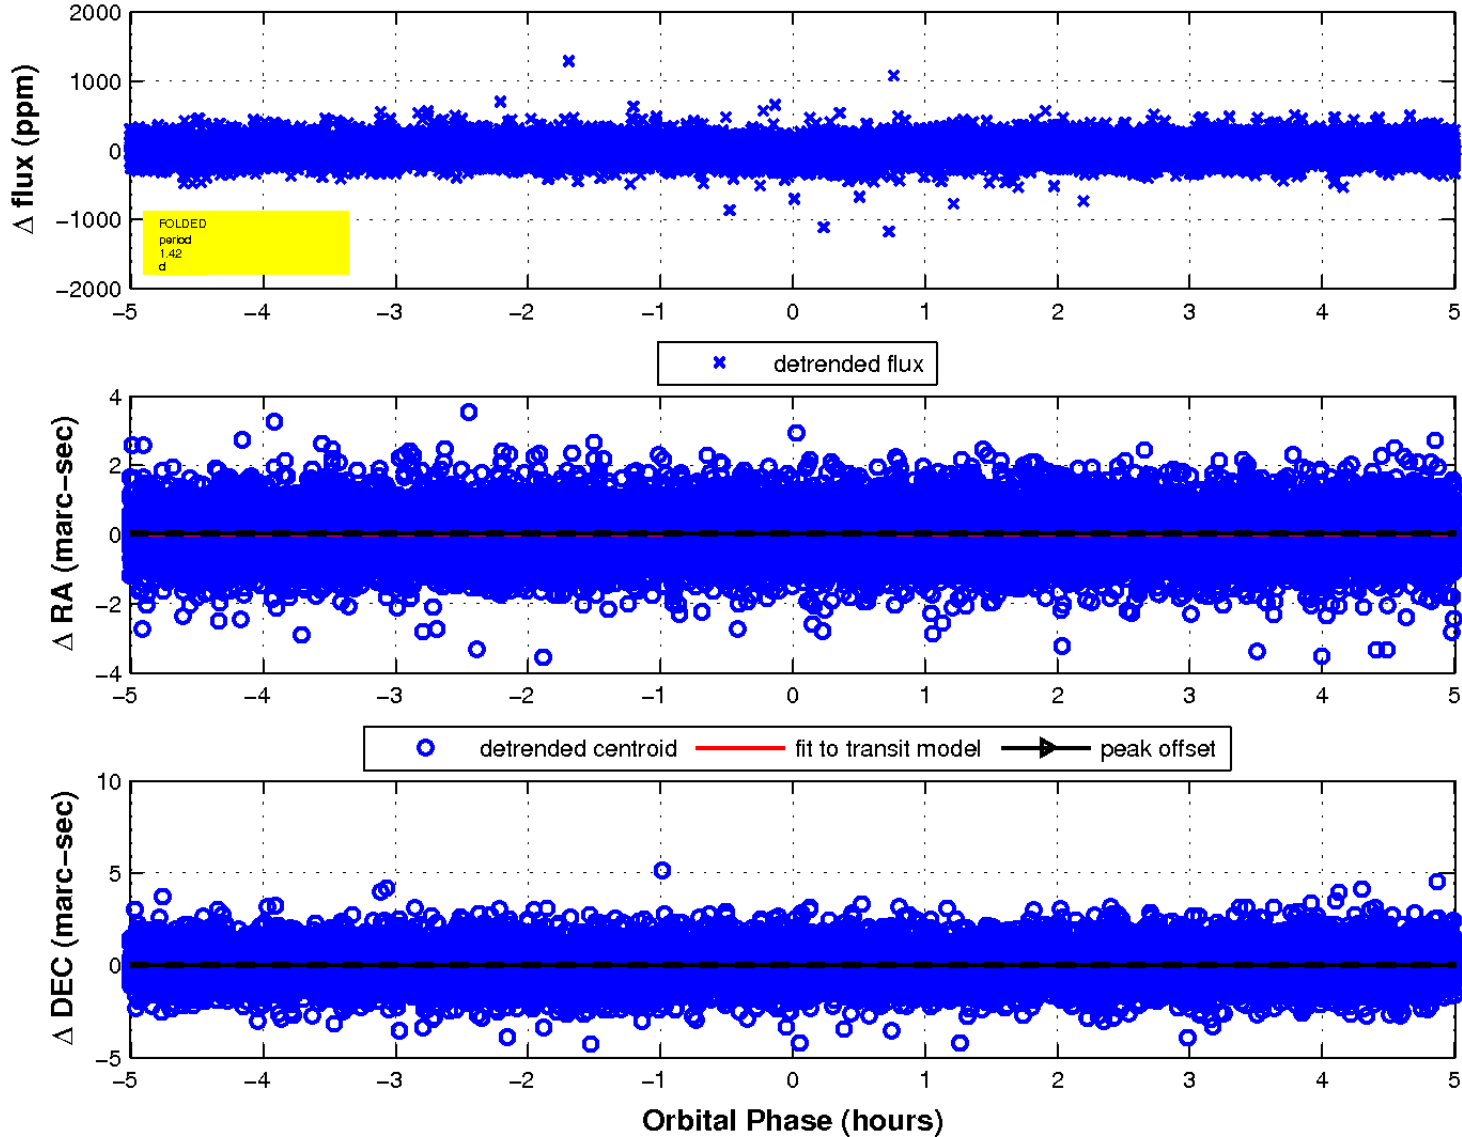 2000
1000
0
−1000
−2000
Δ flux (ppm)
FOLDED
period
1.42
d
−5 −4 −3 −2 −1 0 1 2 3 4 5
detrended flux
4
2
0
−2
−4
Δ RA (marc−sec)
−5 −4 −3 −2 −1 0 1 2 3 4 5
detrended centroid fit to transit model peak offset
10
5
0
−5
Δ DEC (marc−sec)
−5 −4 −3 −2 −1 0 1 2 3 4 5
Orbital Phase (hours)